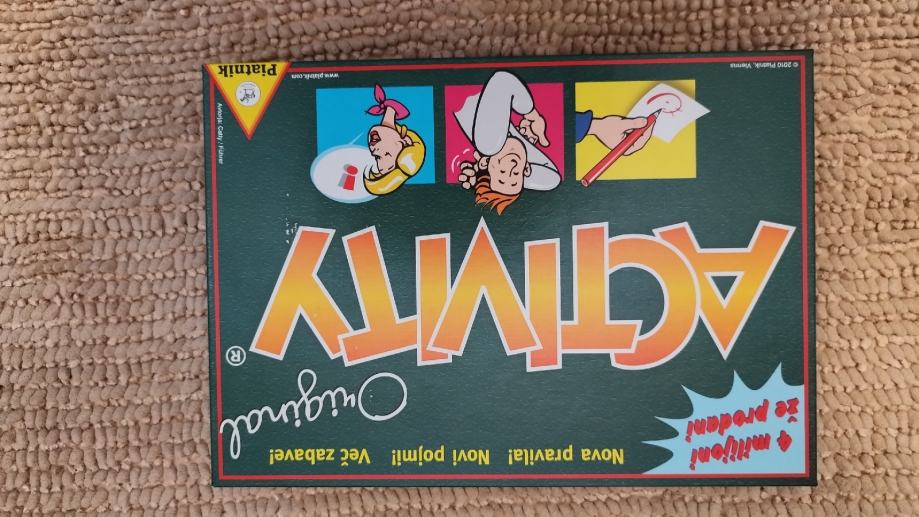 4 milijoni
že prodani
Nova pravila! Novi pojmi! Več zabave!
Original
ACTIVITY®
i
© 2010 Piatnik, Vienna
www.piatnik.com
Piatnik
Avtorja: Catty / Führer